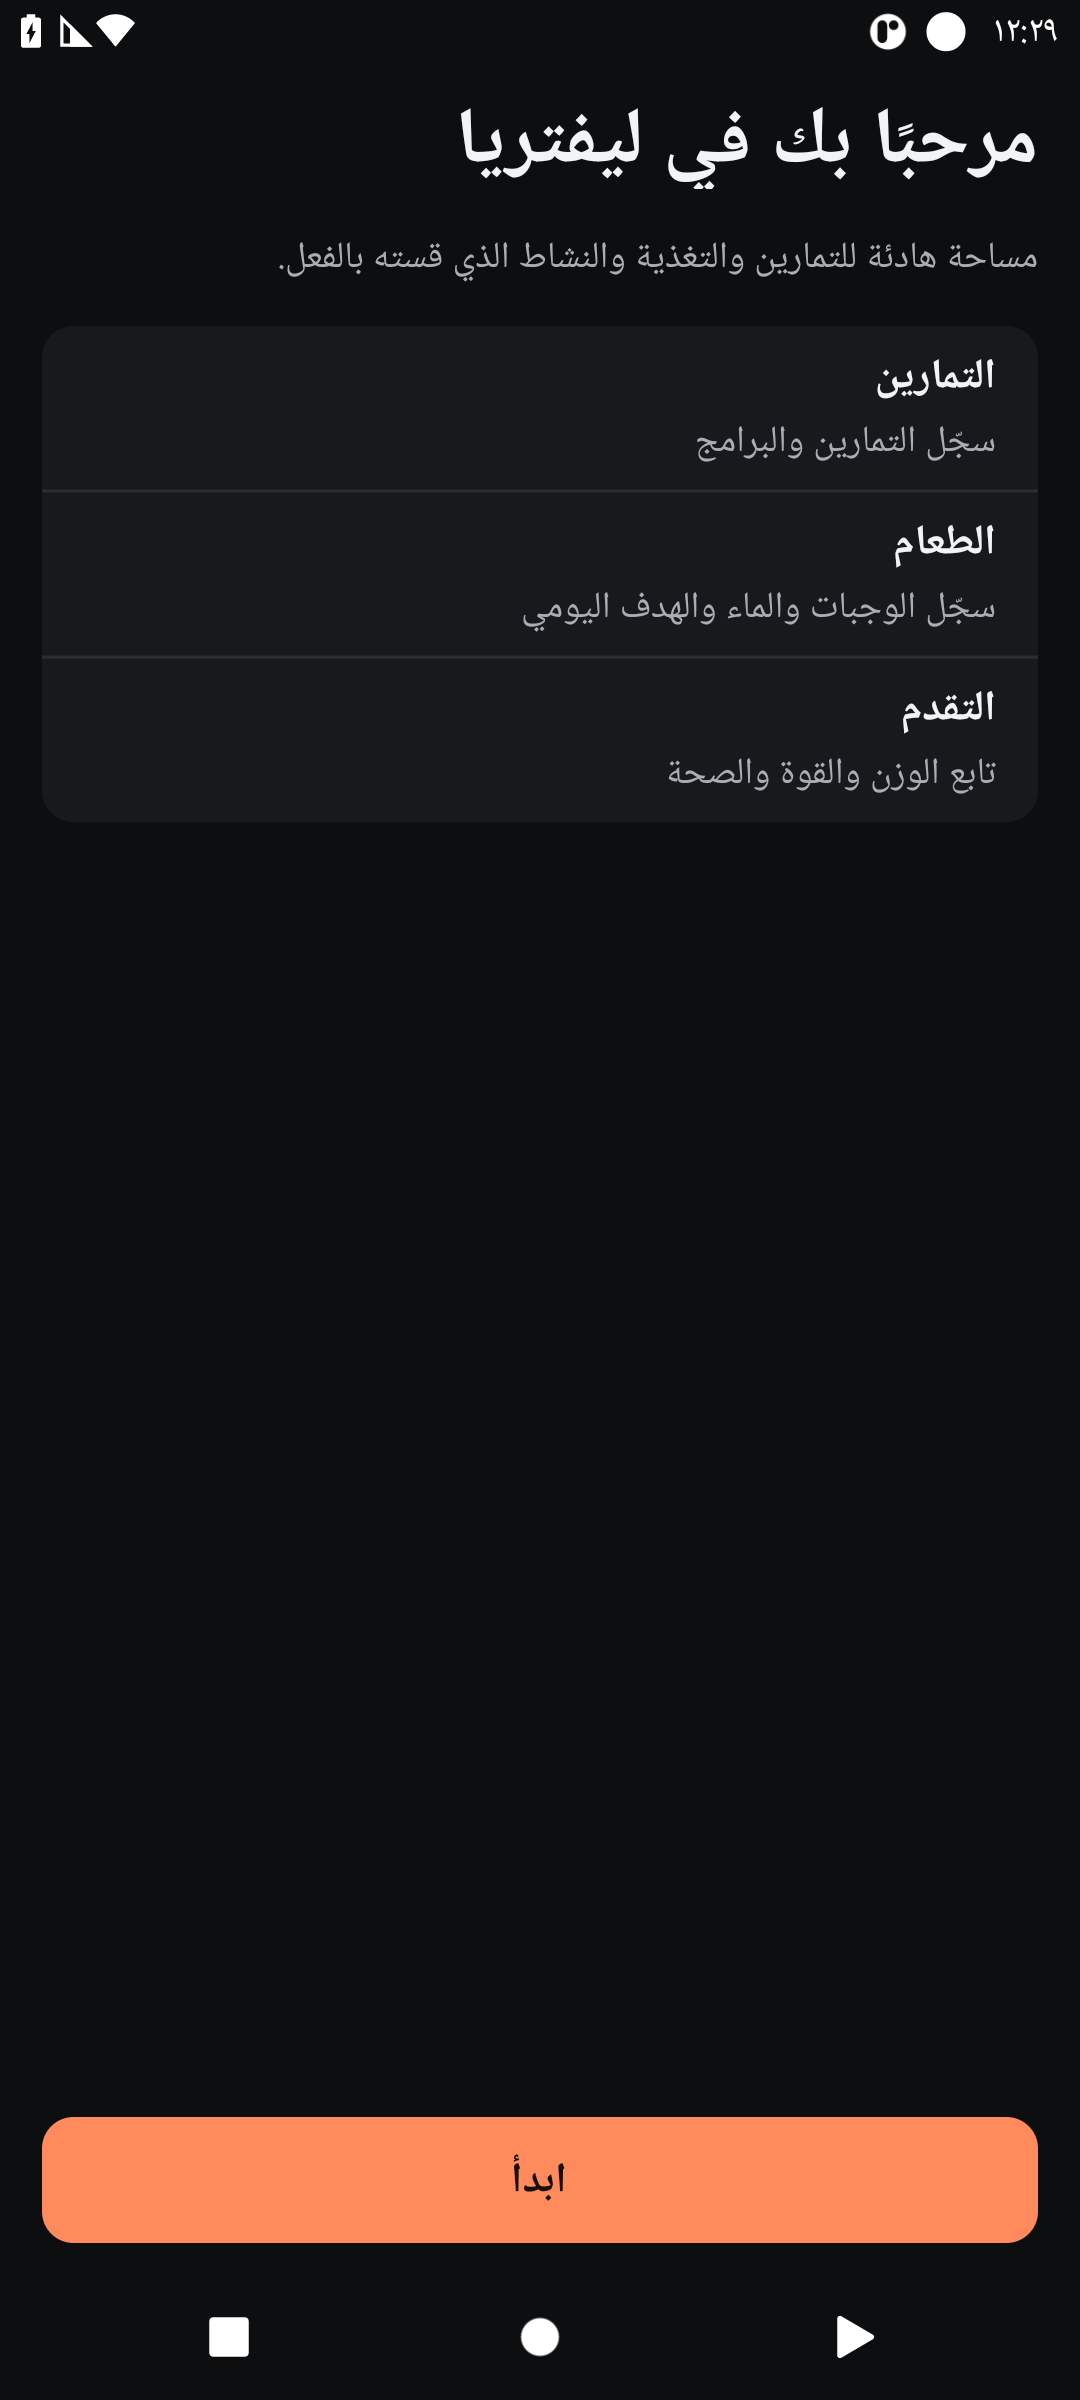 ١٢:٢٩
مرحبًا بك في ليفتريا
مساحة هادئة للتمارين والتغذية والنشاط الذي قسته بالفعل.
التمارين
سجّل التمارين والبرامج
الطعام
سجّل الوجبات والماء والهدف اليومي
التقدم
تابع الوزن والقوة والصحة
ابدأ